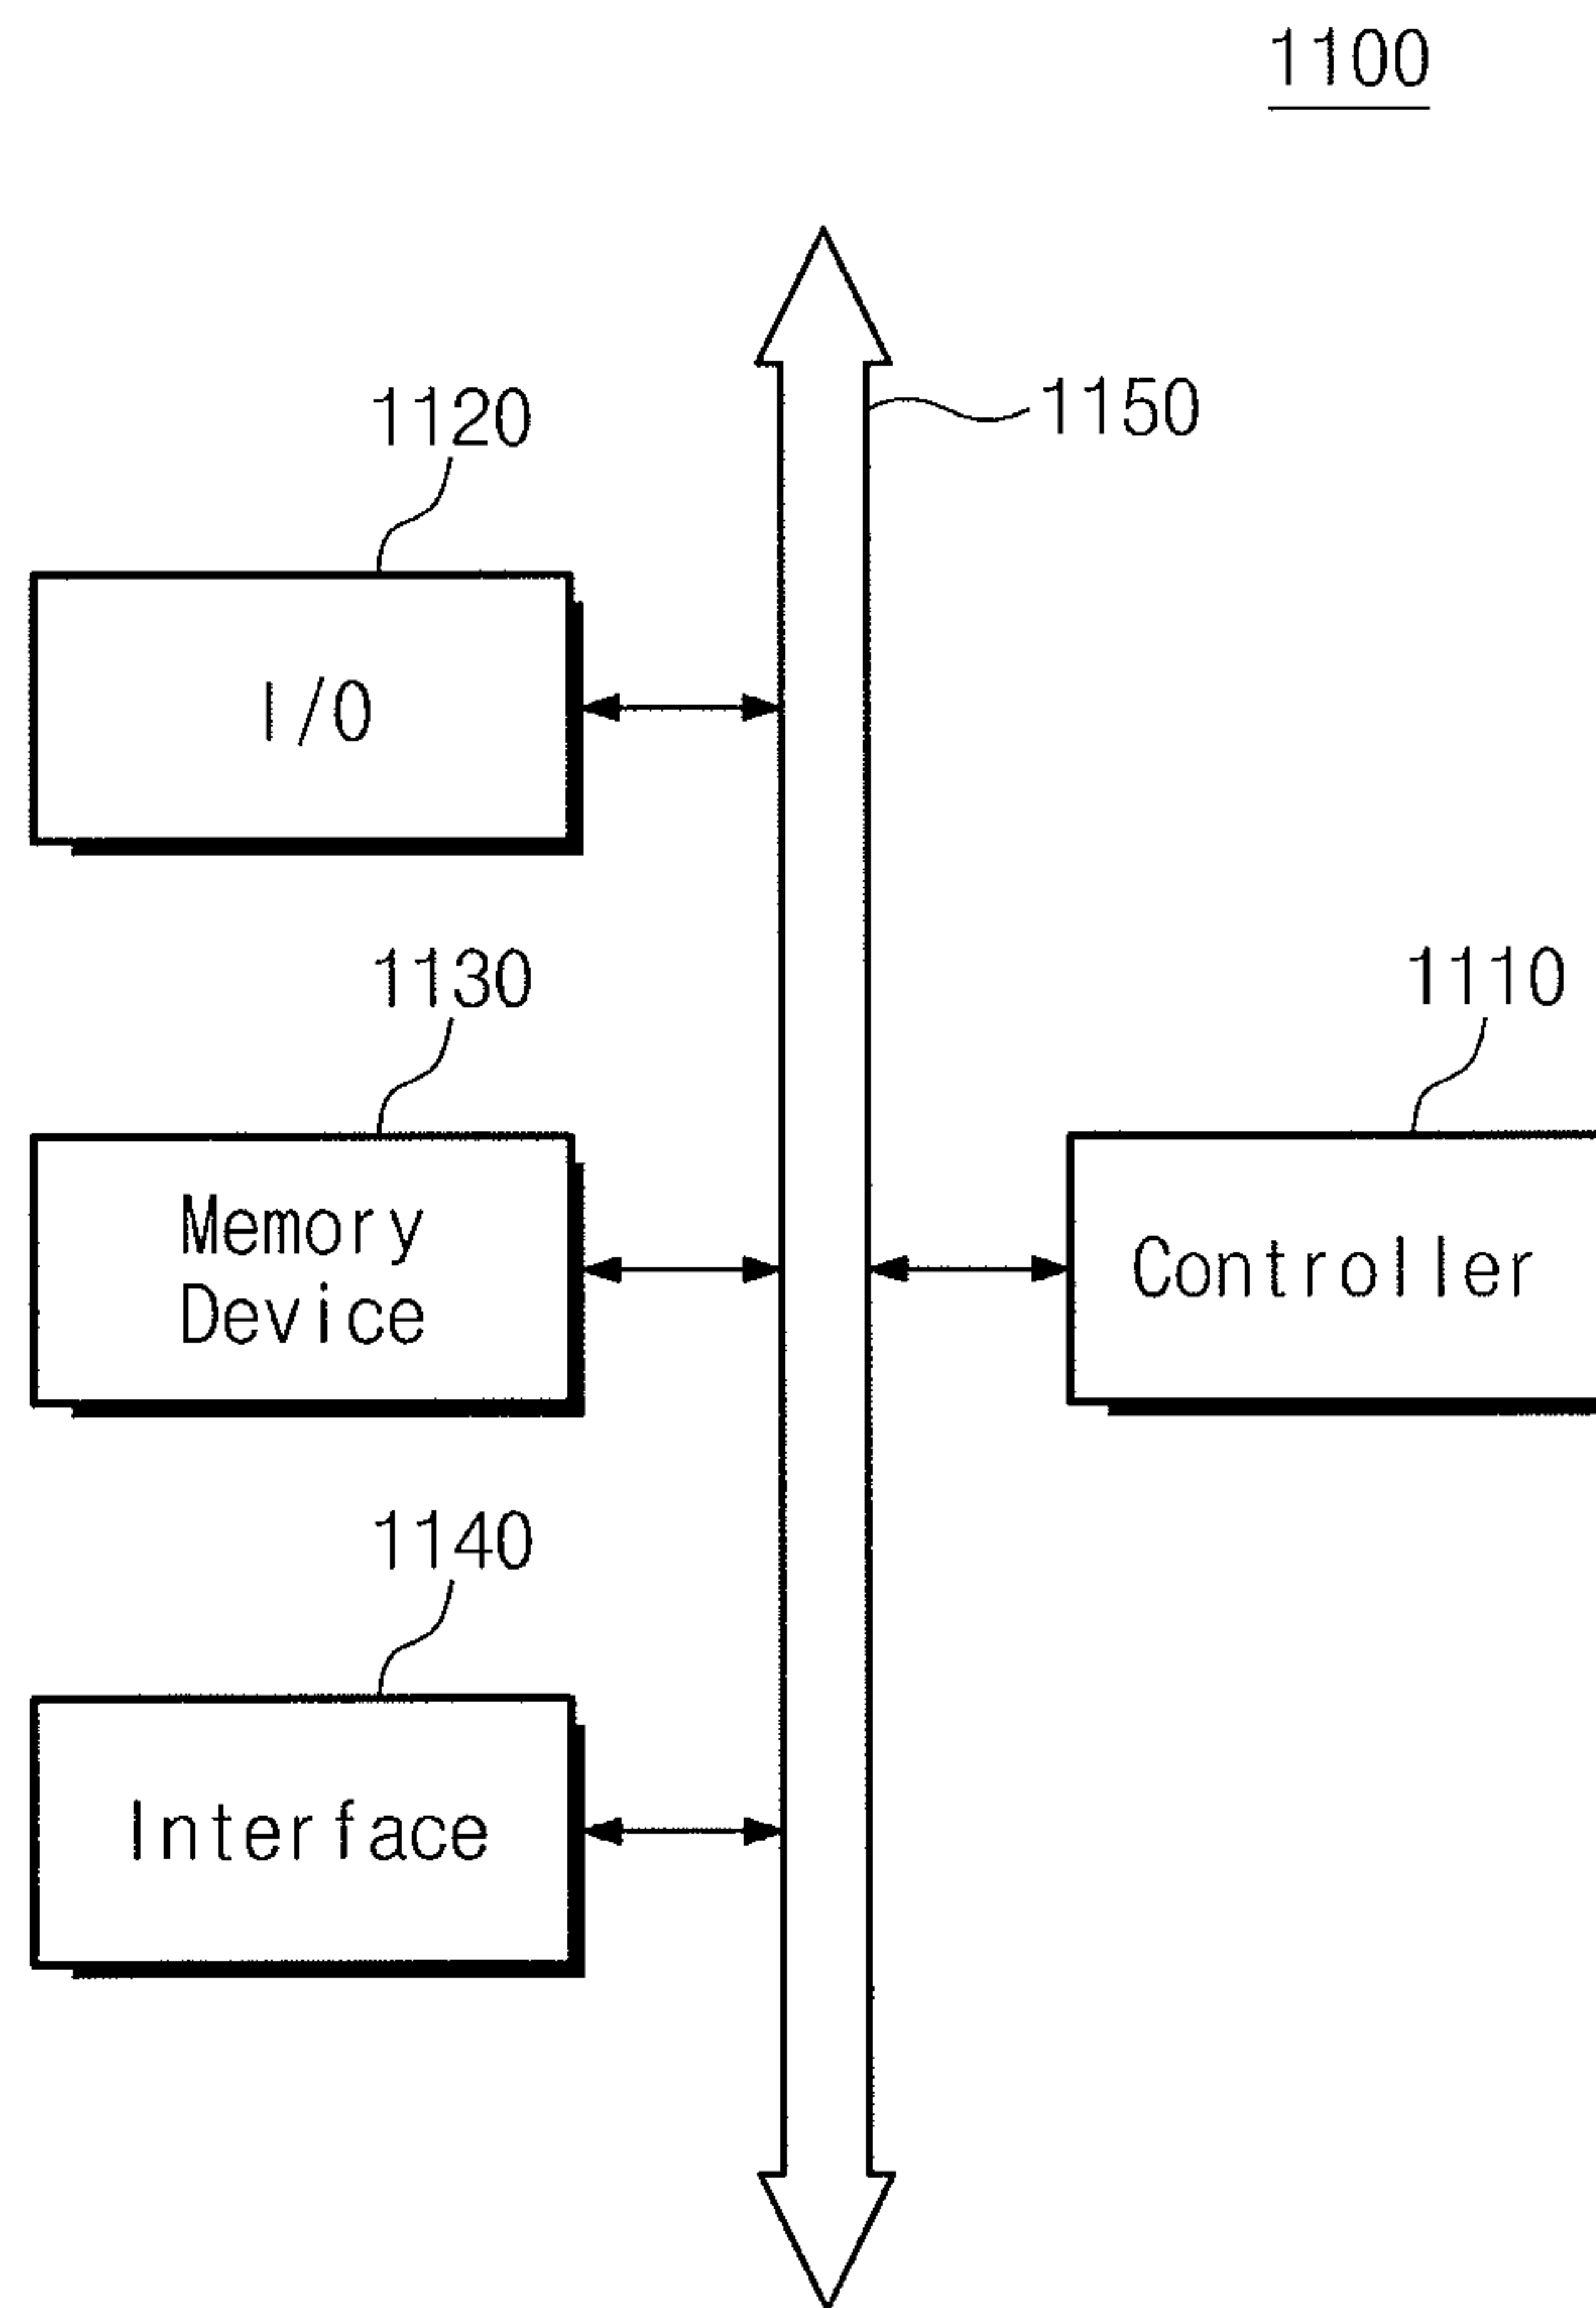 1100
1150
1120
I/O
1130
1110
Memory
Device
Controller
1140
Interface